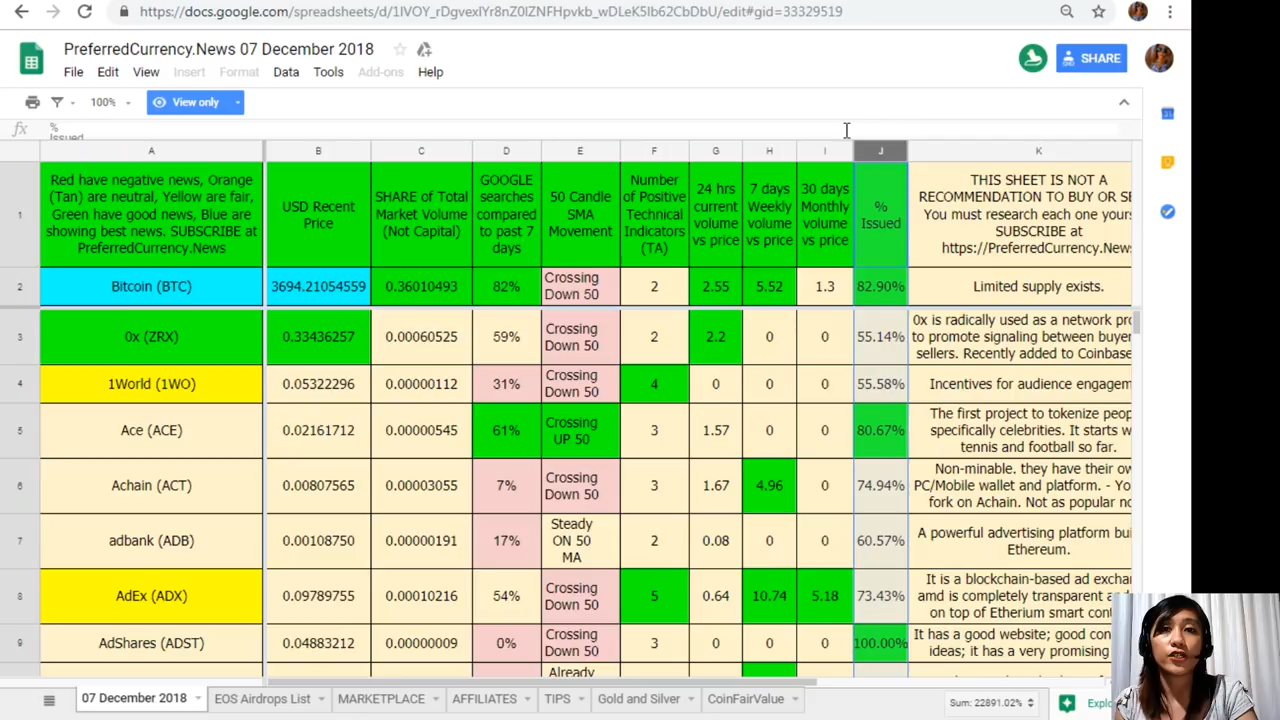 https://docs.google.com/spreadsheets/d/1lVOY_rDgvexlYr8nZ0lZNFHpvkb_wDLeK5lb62CbDbU/edit#gid=33329519
PreferredCurrency.News 07 December 2018
File Edit View Insert Format Data Tools Add-ons Help
SHARE
100% View only
fx % Issued
A B C D E F G H I J K
1
Red have negative news, Orange
(Tan) are neutral, Yellow are fair,
Green have good news, Blue are
showing best news. SUBSCRIBE at
PreferredCurrency.News
USD Recent
Price
SHARE of Total
Market Volume
(Not Capital)
GOOGLE
searches
compared
to past 7
days
50 Candle
SMA
Movement
Number of
Positive
Technical
Indicators
(TA)
24 hrs
current
volume
vs price
7 days
Weekly
volume
vs price
30 days
Monthly
volume
vs price
%
Issued
THIS SHEET IS NOT A
RECOMMENDATION TO BUY OR SE
You must research each one yours
SUBSCRIBE at
https://PreferredCurrency.News
2 Bitcoin (BTC) 3694.21054559 0.36010493 82% Crossing
Down 50 2 2.55 5.52 1.3 82.90% Limited supply exists.
3 0x (ZRX) 0.33436257 0.00060525 59% Crossing
Down 50 2 2.2 0 0 55.14% 0x is radically used as a network pro
to promote signaling between buyer
sellers. Recently added to Coinbase
4 1World (1WO) 0.05322296 0.00000112 31% Crossing
Down 50 4 0 0 0 55.58% Incentives for audience engagem
5 Ace (ACE) 0.02161712 0.00000545 61% Crossing
UP 50 3 1.57 0 0 80.67% The first project to tokenize peop
specifically celebrities. It starts w
tennis and football so far.
6 Achain (ACT) 0.00807565 0.00003055 7% Crossing
Down 50 3 1.67 4.96 0 74.94% Non-minable. they have their ow
PC/Mobile wallet and platform. - Yo
fork on Achain. Not as popular no
7 adbank (ADB) 0.00108750 0.00000191 17% Steady
ON 50
MA 2 0.08 0 0 60.57% A powerful advertising platform bui
Ethereum.
8 AdEx (ADX) 0.09789755 0.00010216 54% Crossing
Down 50 5 0.64 10.74 5.18 73.43% It is a blockchain-based ad exchar
amd is completely transparent a
on top of Etherium smart cont
9 AdShares (ADST) 0.04883212 0.00000009 0% Crossing
Down 50 3 0 0 0 100.00% It has a good website; good con
ideas; it has a very promising
Already
07 December 2018 EOS Airdrops List MARKETPLACE AFFILIATES TIPS Gold and Silver CoinFairValue Sum: 22891.02% Explo